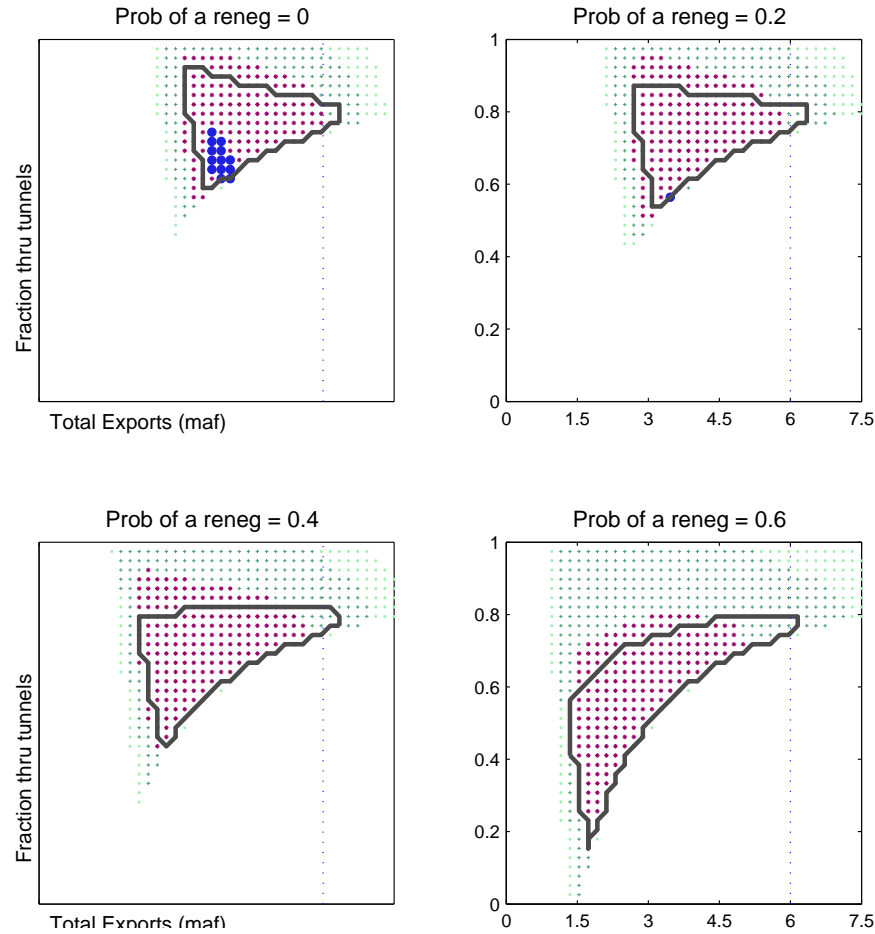 Prob of a reneg = 0
Fraction thru tunnels
Total Exports (maf)
Prob of a reneg = 0.2
1
0.8
0.6
0.4
0.2
0
0 1.5 3 4.5 6 7.5
Prob of a reneg = 0.4
Fraction thru tunnels
Total Exports (maf)
Prob of a reneg = 0.6
1
0.8
0.6
0.4
0.2
0
0 1.5 3 4.5 6 7.5